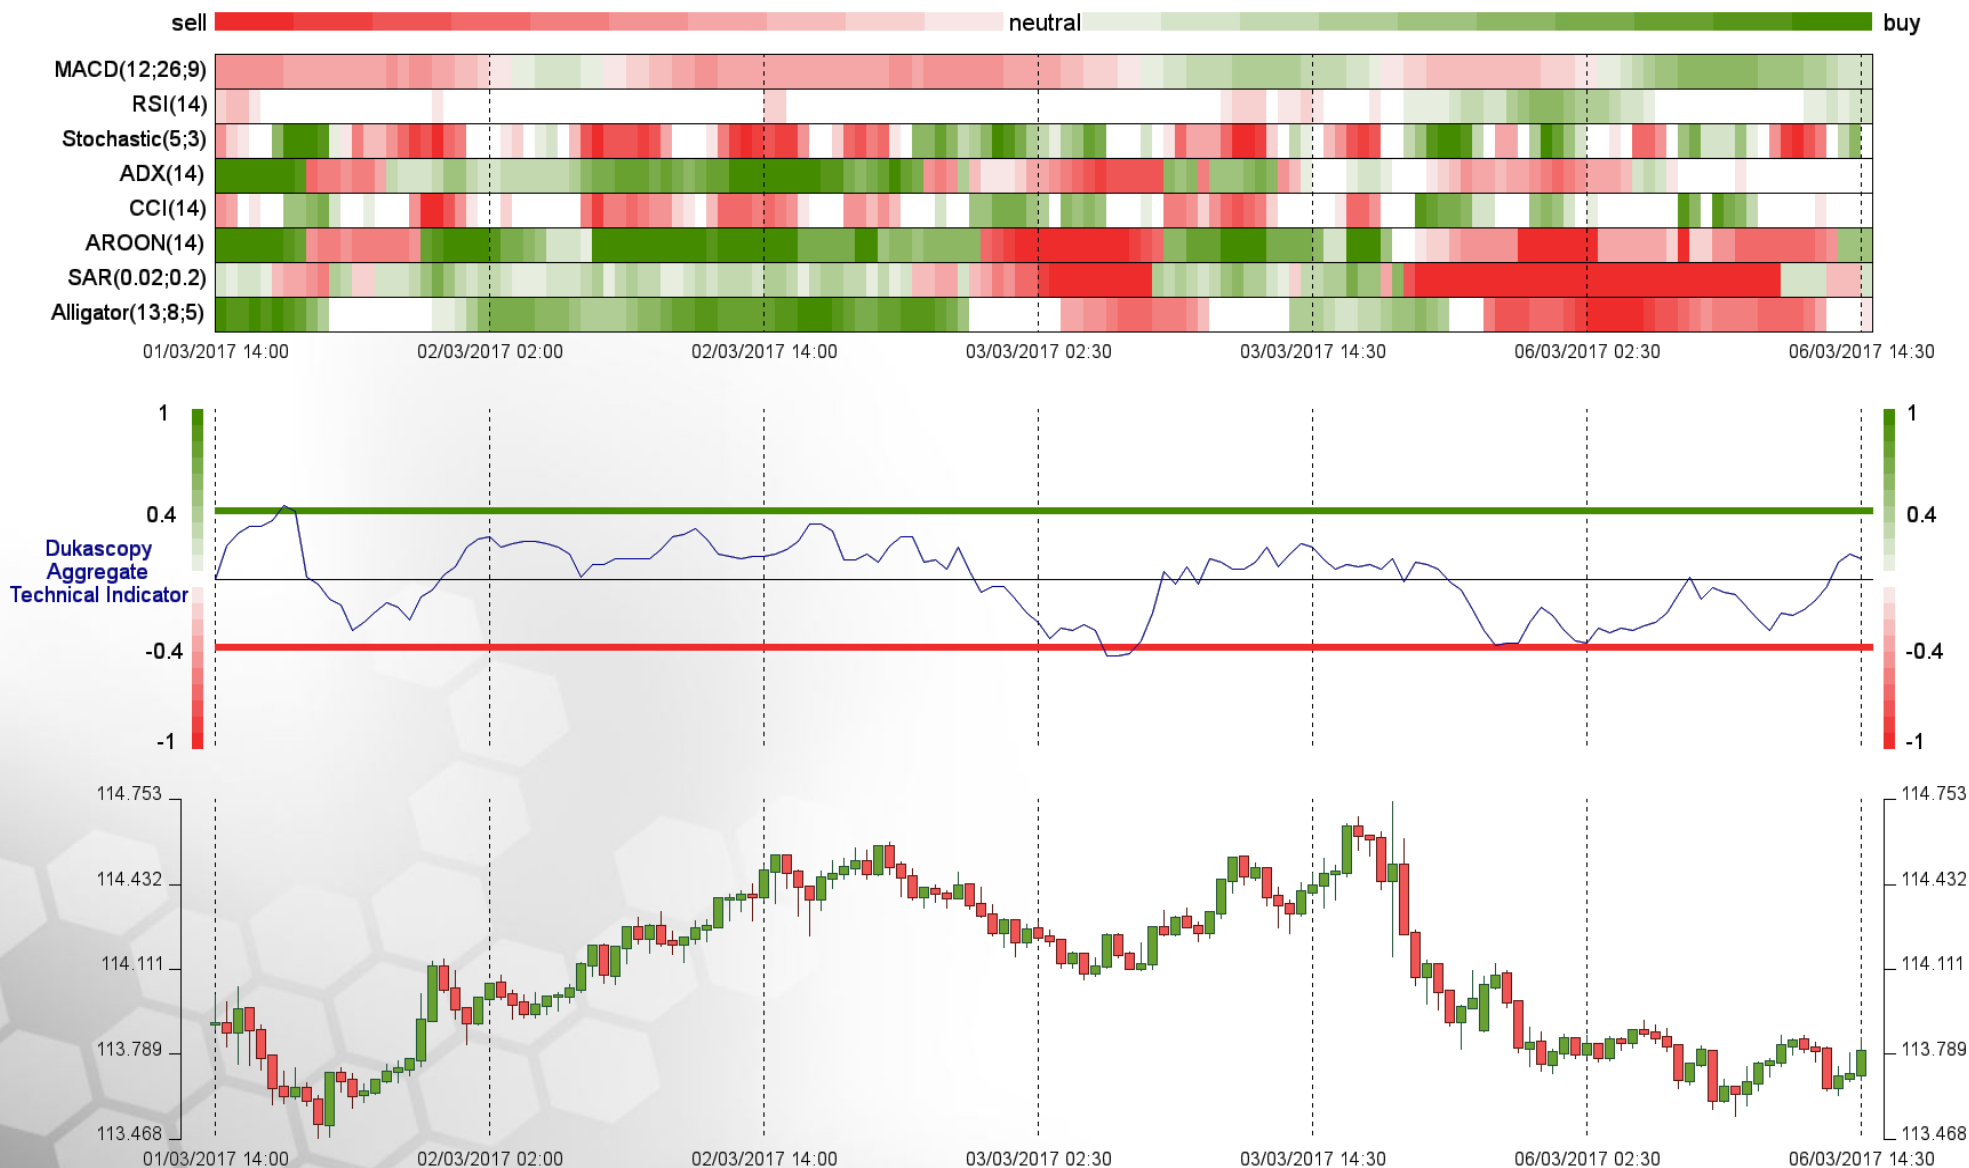 sell neutral buy
MACD(12;26;9)
RSI(14)
Stochastic(5;3)
ADX(14)
CCI(14)
AROON(14)
SAR(0.02;0.2)
Alligator(13;8;5)
01/03/2017 14:00 02/03/2017 02:00 02/03/2017 14:00 03/03/2017 02:30 03/03/2017 14:30 06/03/2017 02:30 06/03/2017 14:30
1 1
0.4 0.4
Dukascopy
Aggregate
Technical Indicator
-0.4 -0.4
-1 -1
114.753 114.753
114.432 114.432
114.111 114.111
113.789 113.789
113.468 113.468
01/03/2017 14:00 02/03/2017 02:00 02/03/2017 14:00 03/03/2017 02:30 03/03/2017 14:30 06/03/2017 02:30 06/03/2017 14:30